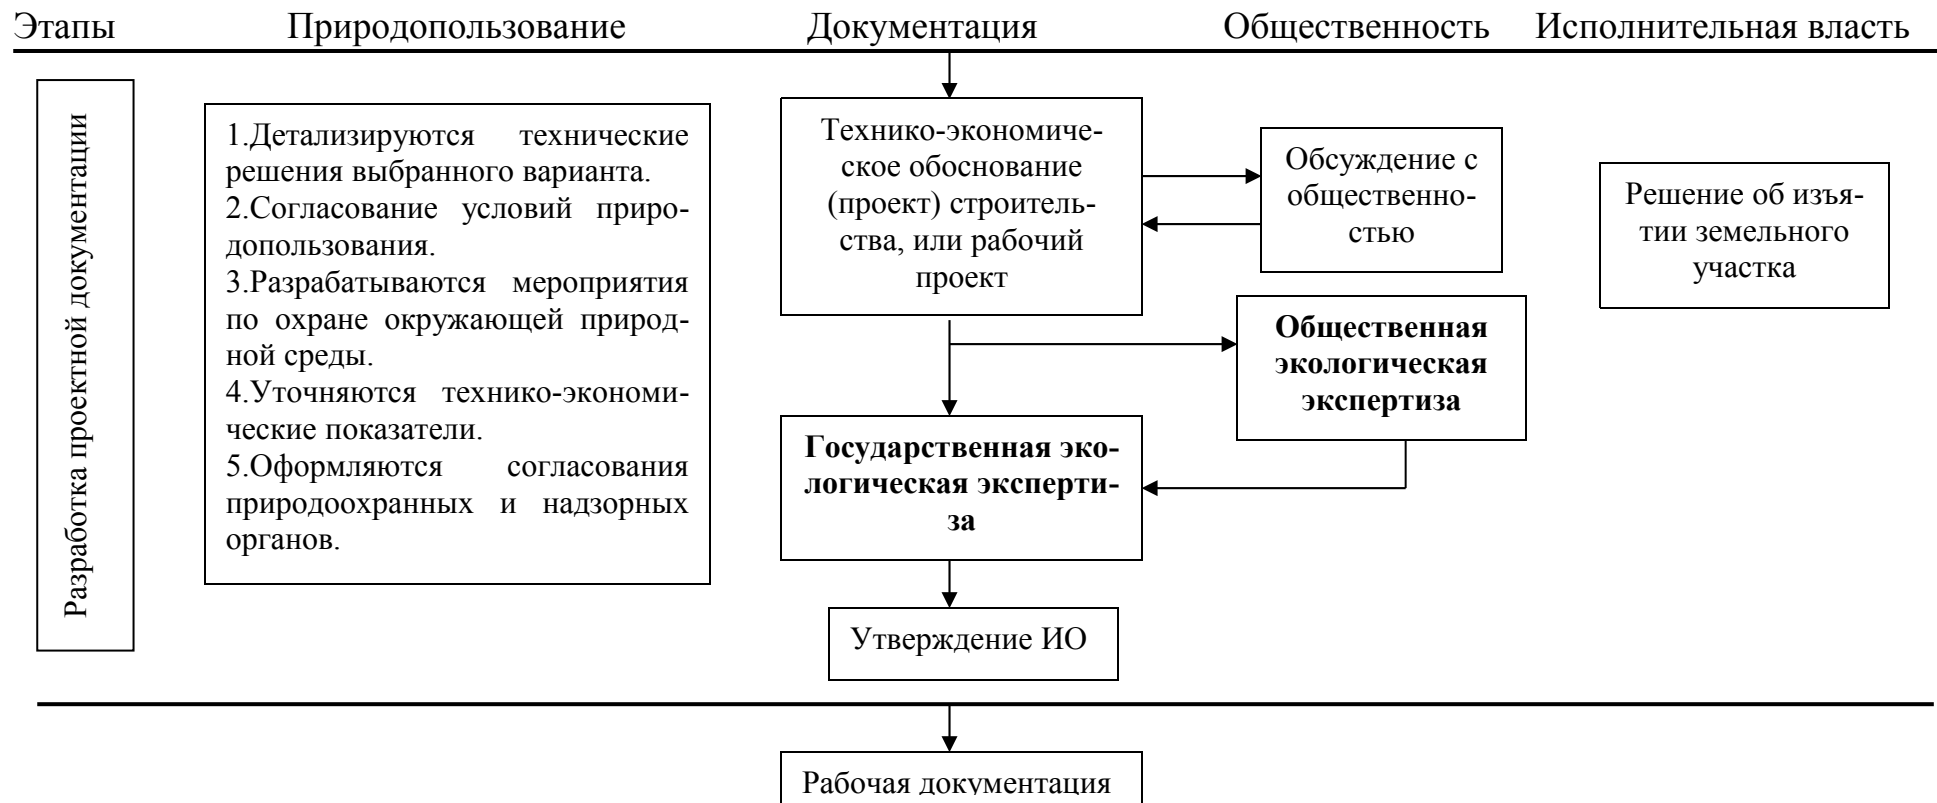 Этапы Природопользование Документация Общественность Исполнительная власть
Разработка проектной документации
1.Детализируются технические
решения выбранного варианта.
2.Согласование условий приро-
допользования.
3.Разрабатываются мероприятия
по охране окружающей природ-
ной среды.
4.Уточняются технико-экономи-
ческие показатели.
5.Оформляются согласования
природоохранных и надзорных
органов.
Технико-экономиче-
ское обоснование
(проект) строитель-
ства, или рабочий
проект
Обсуждение с
общественно-
стью
Решение об изъя-
тии земельного
участка
Общественная
экологическая
экспертиза
Государственная эко-
логическая эксперти-
за
Утверждение ИО
Рабочая документация